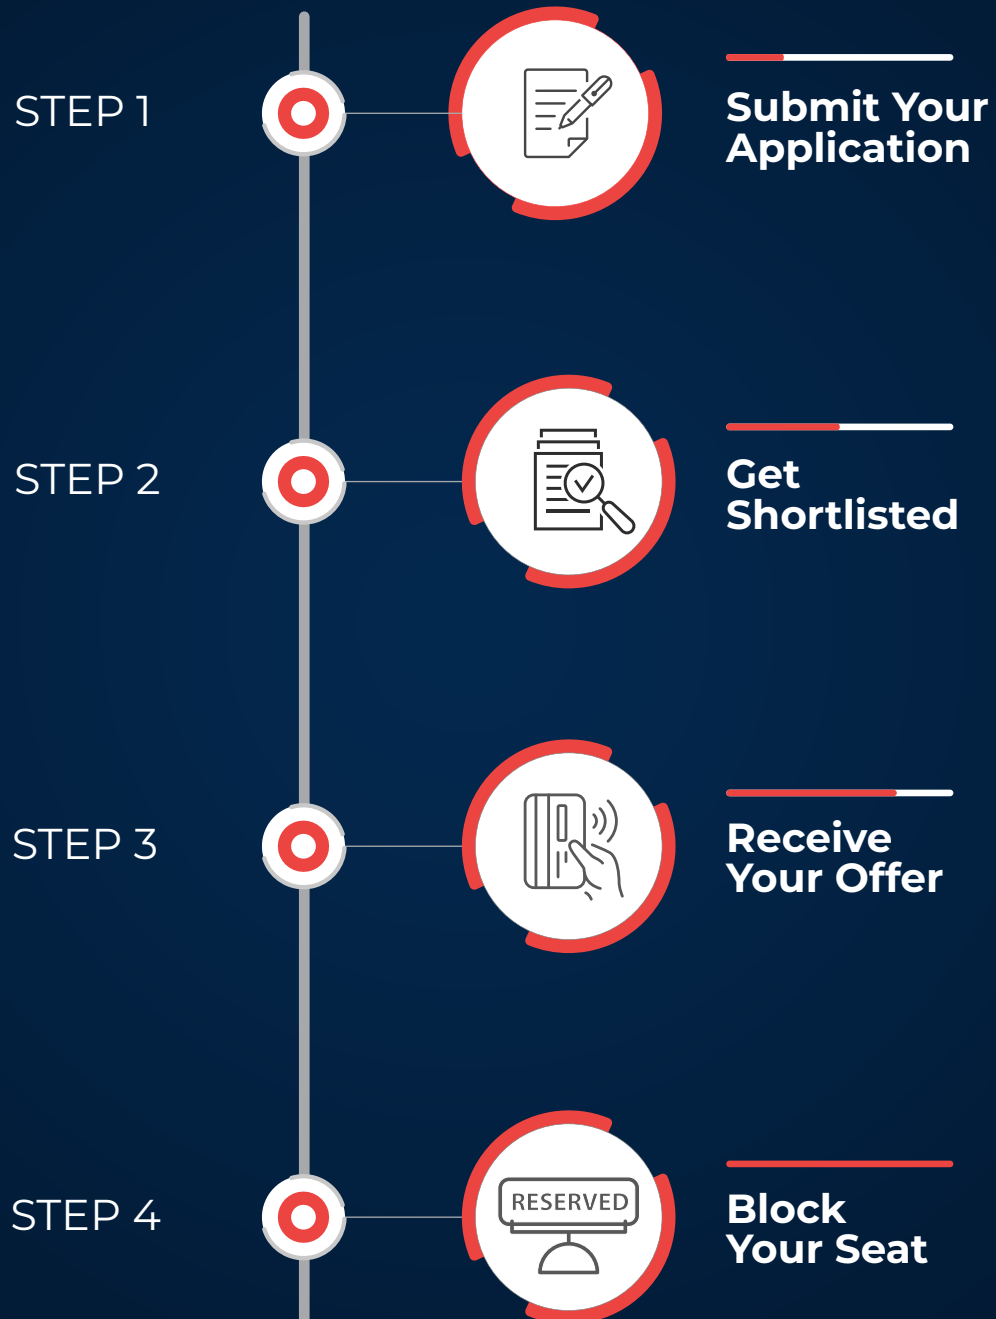 STEP 1
Submit Your
Application
STEP 2
Get
Shortlisted
STEP 3
Receive
Your Offer
STEP 4
RESERVED
Block
Your Seat